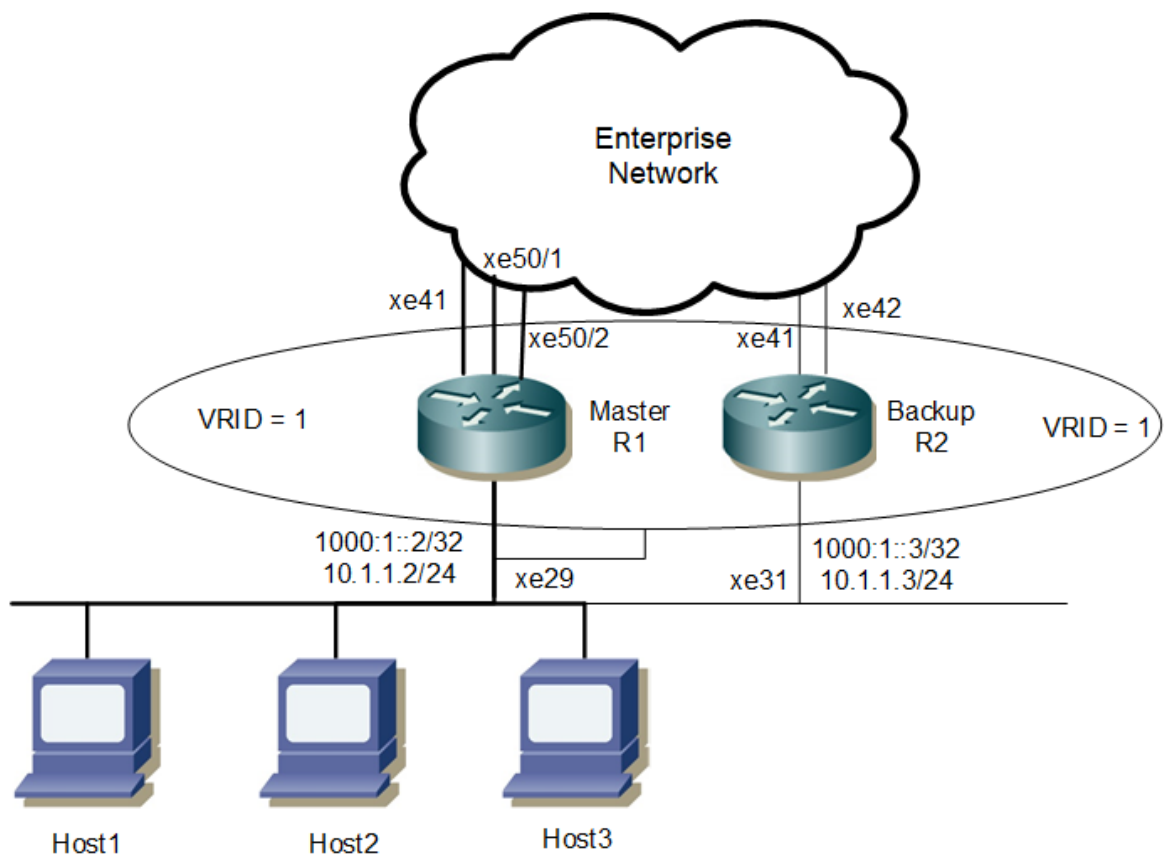 Enterprise
Network
xe50/1
xe41
xe50/2
xe41
xe42
VRID = 1
Master
R1
Backup
R2
VRID = 1
1000:1::2/32
10.1.1.2/24
xe29
xe31
1000:1::3/32
10.1.1.3/24
Host1
Host2
Host3